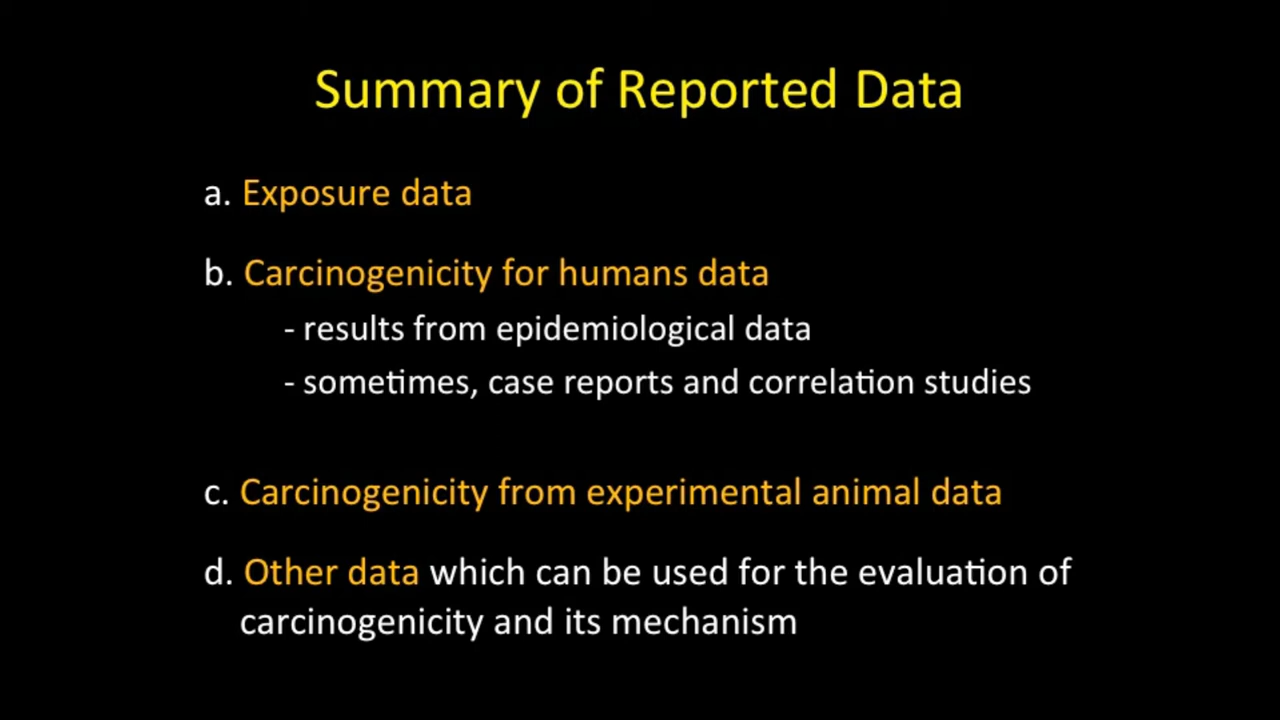 Summary of Reported Data
a. Exposure data
b. Carcinogenicity for humans data
- results from epidemiological data
- sometimes, case reports and correlation studies
c. Carcinogenicity from experimental animal data
d. Other data which can be used for the evaluation of
carcinogenicity and its mechanism